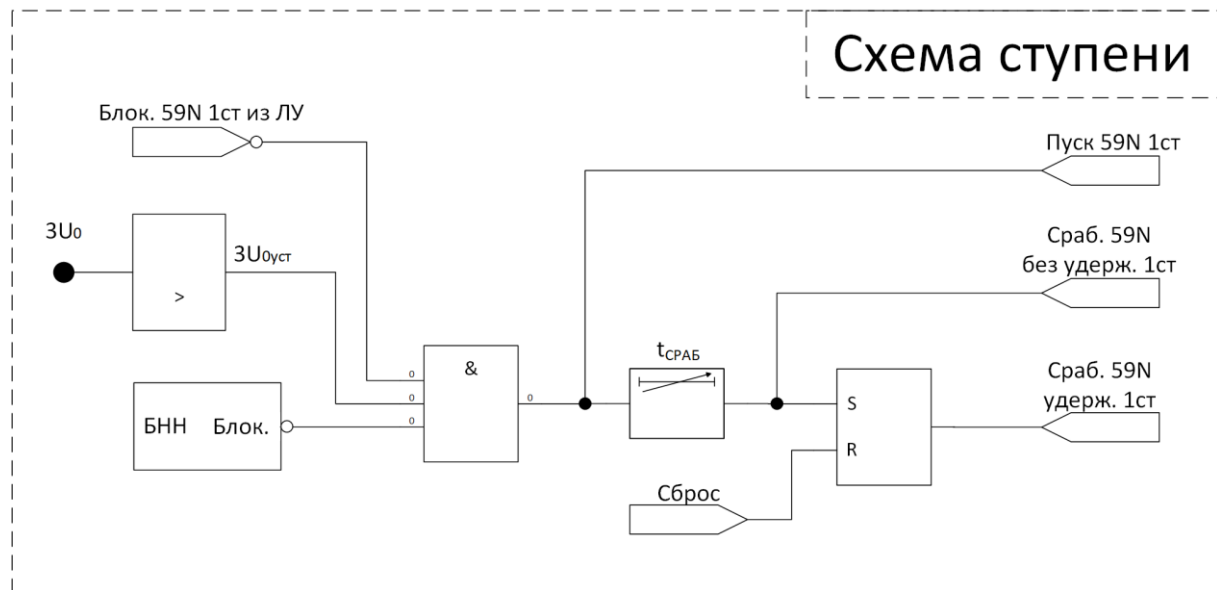 Схема ступени
Блок. 59N 1ст из ЛУ
Пуск 59N 1ст
3U₀
3U₀уст
>
Сраб. 59N
без удерж. 1ст
&
tСРАБ
0
0
0
0
БНН Блок.
Сраб. 59N
удерж. 1ст
S
R
Сброс